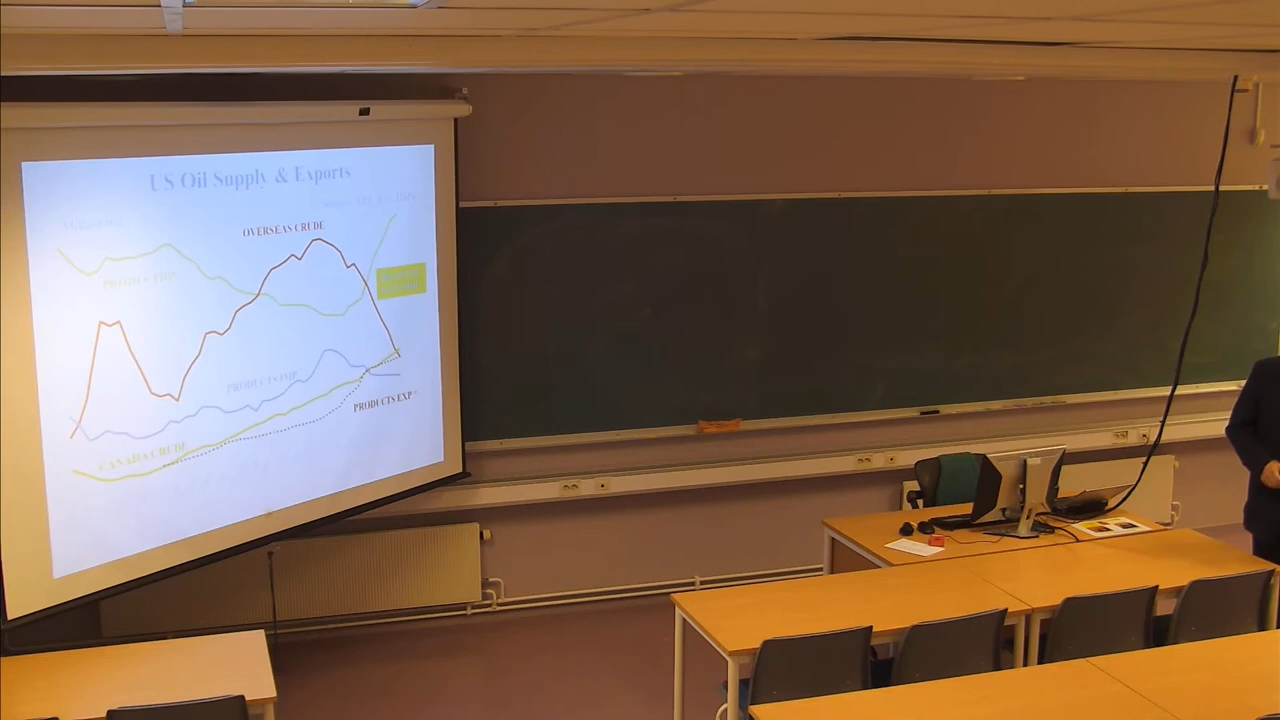 US Oil Supply & Exports
OVERSEAS CRUDE
PRODUCTION
PRODUCTS IMP
PRODUCTS EXP
CANADA CRUDE